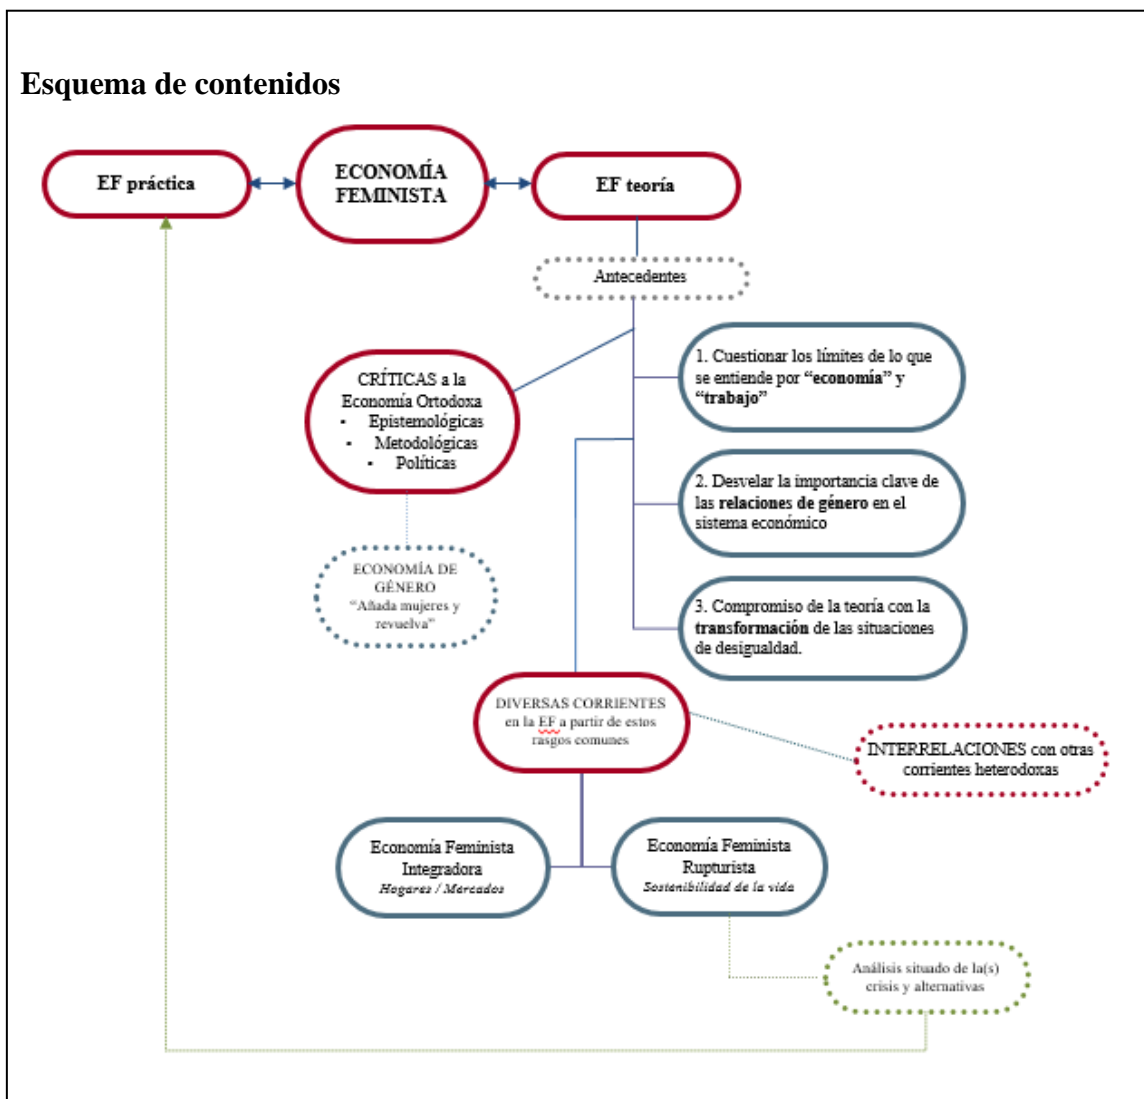 Esquema de contenidos
EF práctica
ECONOMÍA
FEMINISTA
EF teoría
Antecedentes
CRÍTICAS a la
Economía Ortodoxa
▪ Epistemológicas
▪ Metodológicas
▪ Políticas
1. Cuestionar los límites de lo que
se entiende por “economía” y
“trabajo”
2. Desvelar la importancia clave de
las relaciones de género en el
sistema económico
ECONOMÍA DE
GÉNERO
“Añada mujeres y
revuelva”
3. Compromiso de la teoría con la
transformación de las situaciones
de desigualdad.
DIVERSAS CORRIENTES
en la EF a partir de estos
rasgos comunes
INTERRELACIONES con otras
corrientes heterodoxas
Economía Feminista
Integradora
Hogares / Mercados
Economía Feminista
Rupturista
Sostenibilidad de la vida
Análisis situado de la(s)
crisis y alternativas